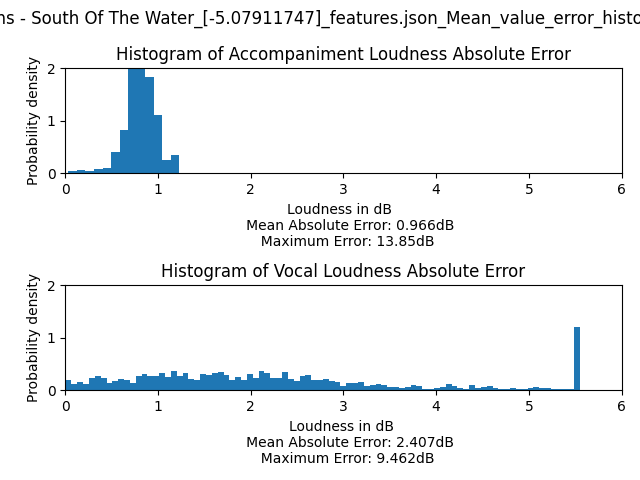 ns - South Of The Water_[-5.07911747]_features.json_Mean_value_error_histo
Histogram of Accompaniment Loudness Absolute Error
Probability density
2
1
0
0 1 2 3 4 5 6
Loudness in dB
Mean Absolute Error: 0.966dB
Maximum Error: 13.85dB
Histogram of Vocal Loudness Absolute Error
Probability density
2
1
0
0 1 2 3 4 5 6
Loudness in dB
Mean Absolute Error: 2.407dB
Maximum Error: 9.462dB